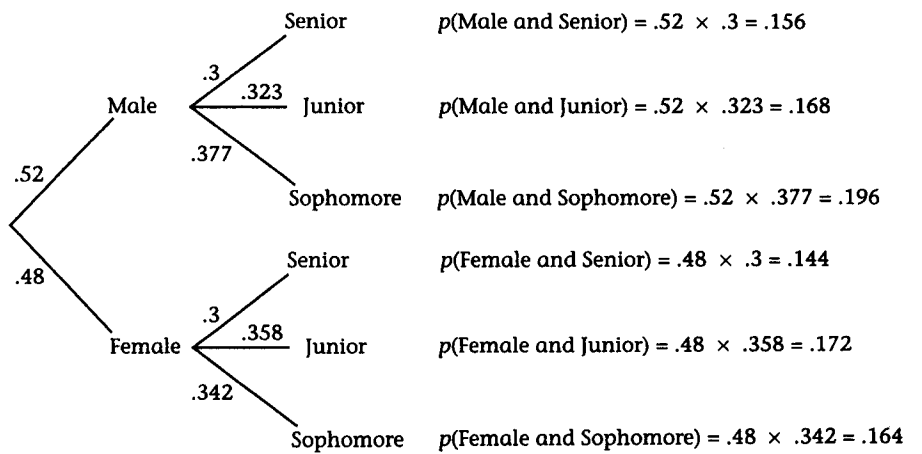 Senior p(Male and Senior) = .52 × .3 = .156
.3
.323
Male Junior p(Male and Junior) = .52 × .323 = .168
.377
.52
Sophomore p(Male and Sophomore) = .52 × .377 = .196
Senior p(Female and Senior) = .48 × .3 = .144
.48
.3
.358
Female Junior p(Female and Junior) = .48 × .358 = .172
.342
Sophomore p(Female and Sophomore) = .48 × .342 = .164